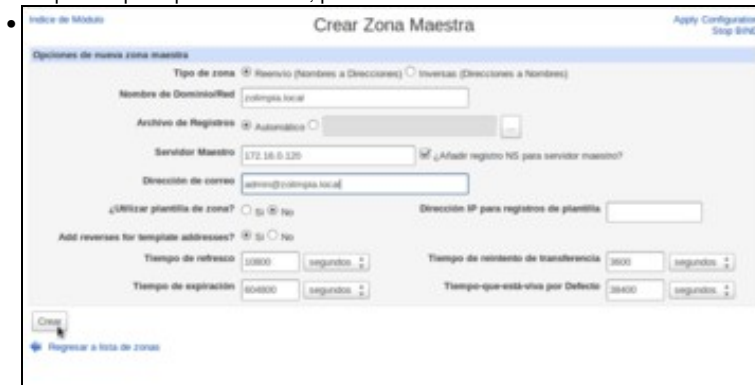 Indice de Módulo
Crear Zona Maestra
Apply Configuration
Stop BIND
Opciones de nueva zona maestra
Tipo de zona Reenvío (Nombres a Direcciones) Inversas (Direcciones a Nombres)
Nombre de Dominio/Red zolimpia.local
Archivo de Registros Automático ...
Servidor Maestro 172.16.0.120 ¿Añadir registro NS para servidor maestro?
Dirección de correo admin@zolimpia.local
¿Utilizar plantilla de zona? Si No Dirección IP para registros de plantilla
Add reverses for template addresses? Si No
Tiempo de refresco 10800 segundos Tiempo de reintento de transferencia 3600 segundos
Tiempo de expiración 604800 segundos Tiempo-que-está-viva por Defecto 38400 segundos
Crear
Regresar a lista de zonas